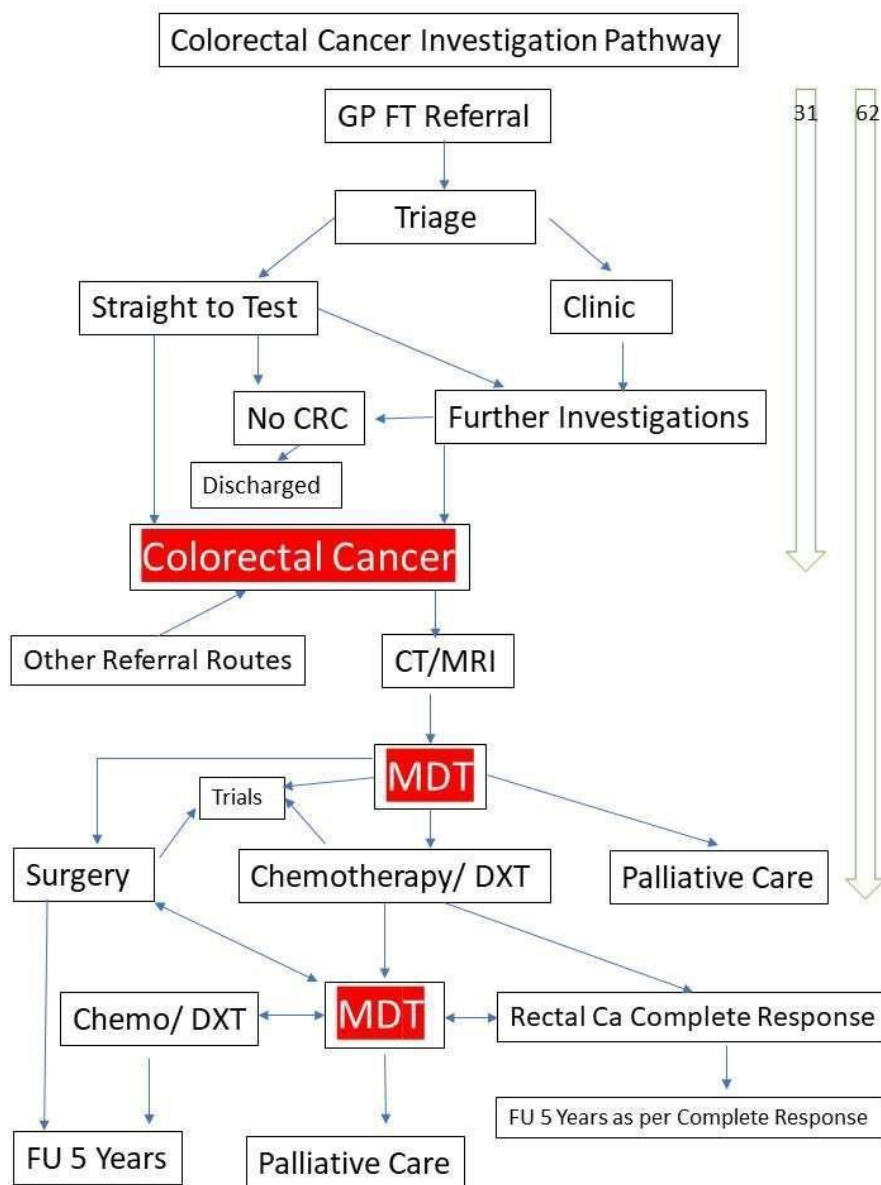 Colorectal Cancer Investigation Pathway
GP FT Referral
31
62
Triage
Straight to Test
Clinic
No CRC
Further Investigations
Discharged
Colorectal Cancer
Other Referral Routes
CT/MRI
MDT
Trials
Surgery
Chemotherapy/ DXT
Palliative Care
Chemo/ DXT
MDT
Rectal Ca Complete Response
FU 5 Years as per Complete Response
FU 5 Years
Palliative Care